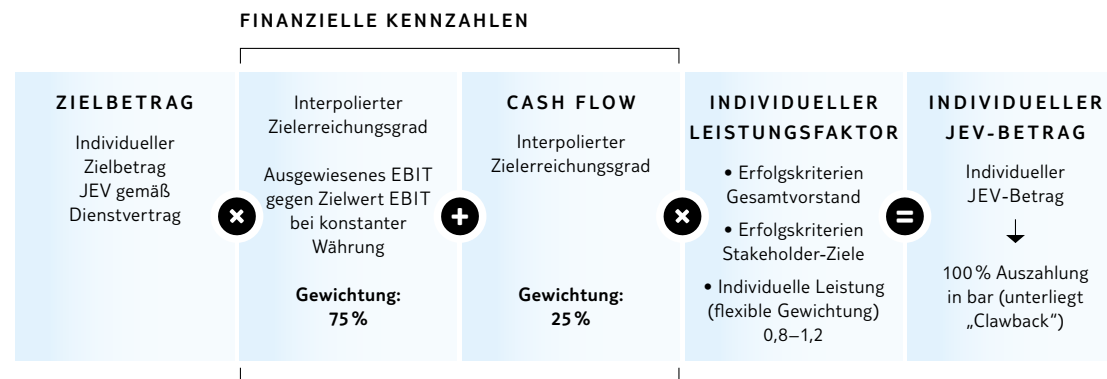 FINANZIELLE KENNZAHLEN
ZIELBETRAG
Individueller
Zielbetrag
JEV gemäß
Dienstvertrag
×
Interpolierter
Zielerreichungsgrad
Ausgewiesenes EBIT
gegen Zielwert EBIT
bei konstanter
Währung
Gewichtung:
75 %
+
CASH FLOW
Interpolierter
Zielerreichungsgrad
Gewichtung:
25 %
×
INDIVIDUELLER
LEISTUNGSFAKTOR
• Erfolgskriterien
Gesamtvorstand
• Erfolgskriterien
Stakeholder-Ziele
• Individuelle Leistung
(flexible Gewichtung)
0,8–1,2
=
INDIVIDUELLER
JEV-BETRAG
Individueller
JEV-Betrag
100 % Auszahlung
in bar (unterliegt
„Clawback“)